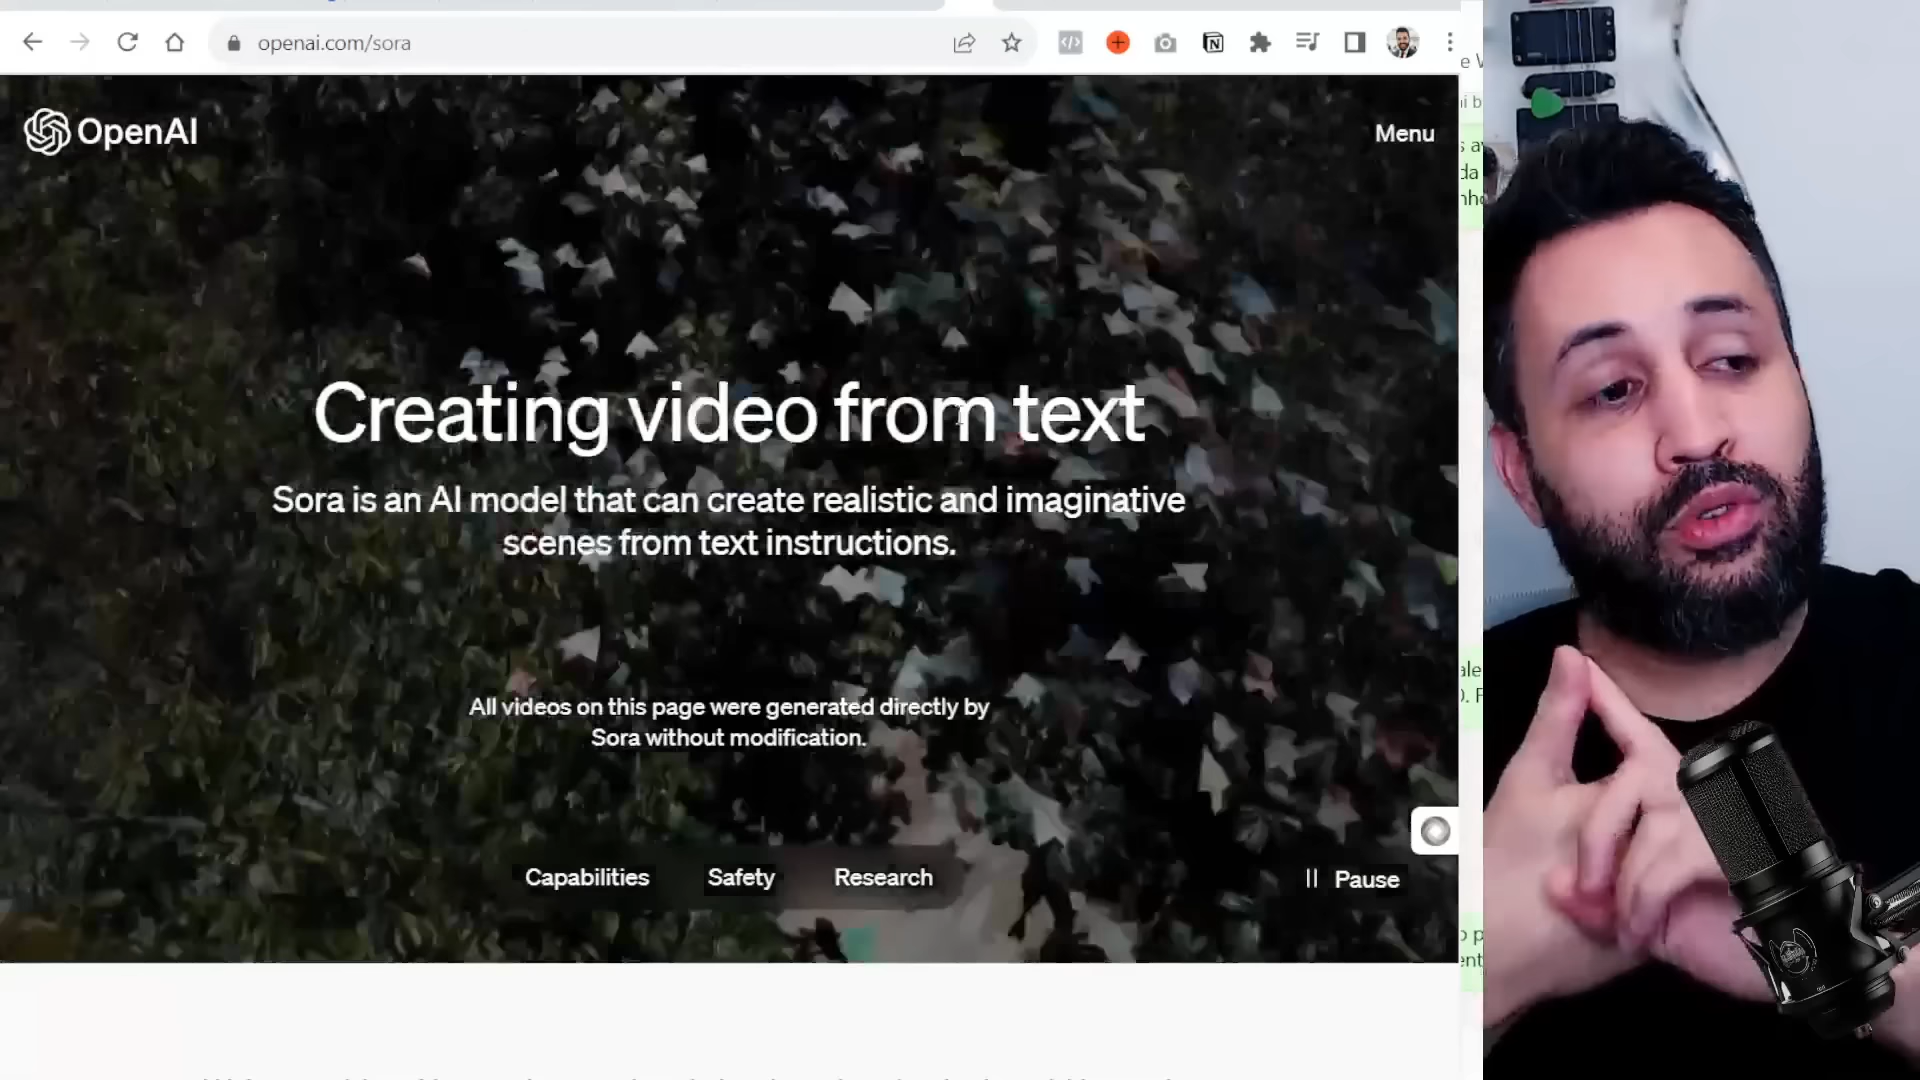 openai.com/sora
OpenAI
Menu
Creating video from text
Sora is an AI model that can create realistic and imaginative
scenes from text instructions.
All videos on this page were generated directly by
Sora without modification.
Capabilities
Safety
Research
Pause